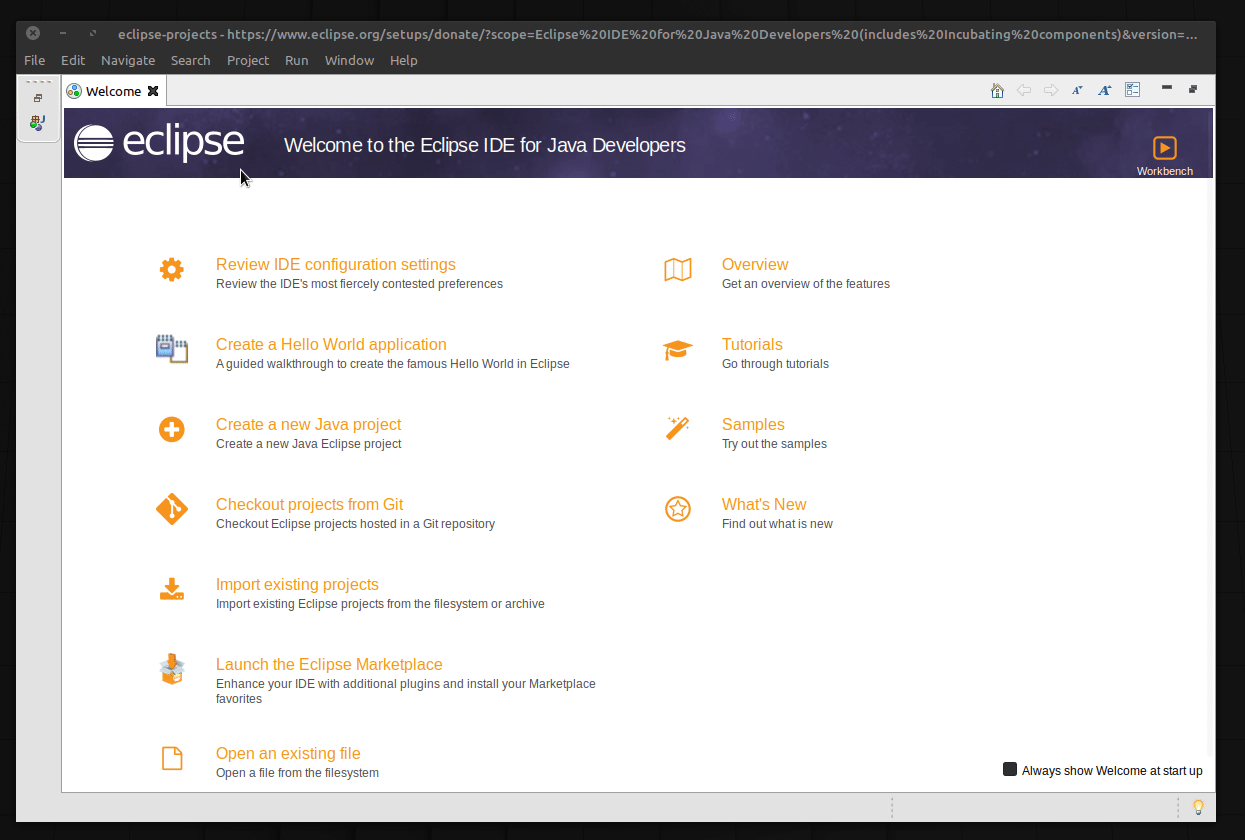 eclipse-projects - https://www.eclipse.org/setups/donate/?scope=Eclipse%20IDE%20for%20Java%20Developers%20(includes%20Incubating%20components)&version=...
File Edit Navigate Search Project Run Window Help
Welcome
eclipse
Welcome to the Eclipse IDE for Java Developers
Workbench
Review IDE configuration settings
Review the IDE's most fiercely contested preferences
Overview
Get an overview of the features
Create a Hello World application
A guided walkthrough to create the famous Hello World in Eclipse
Tutorials
Go through tutorials
Create a new Java project
Create a new Java Eclipse project
Samples
Try out the samples
Checkout projects from Git
Checkout Eclipse projects hosted in a Git repository
What's New
Find out what is new
Import existing projects
Import existing Eclipse projects from the filesystem or archive
Launch the Eclipse Marketplace
Enhance your IDE with additional plugins and install your Marketplace
favorites
Open an existing file
Open a file from the filesystem
Always show Welcome at start up